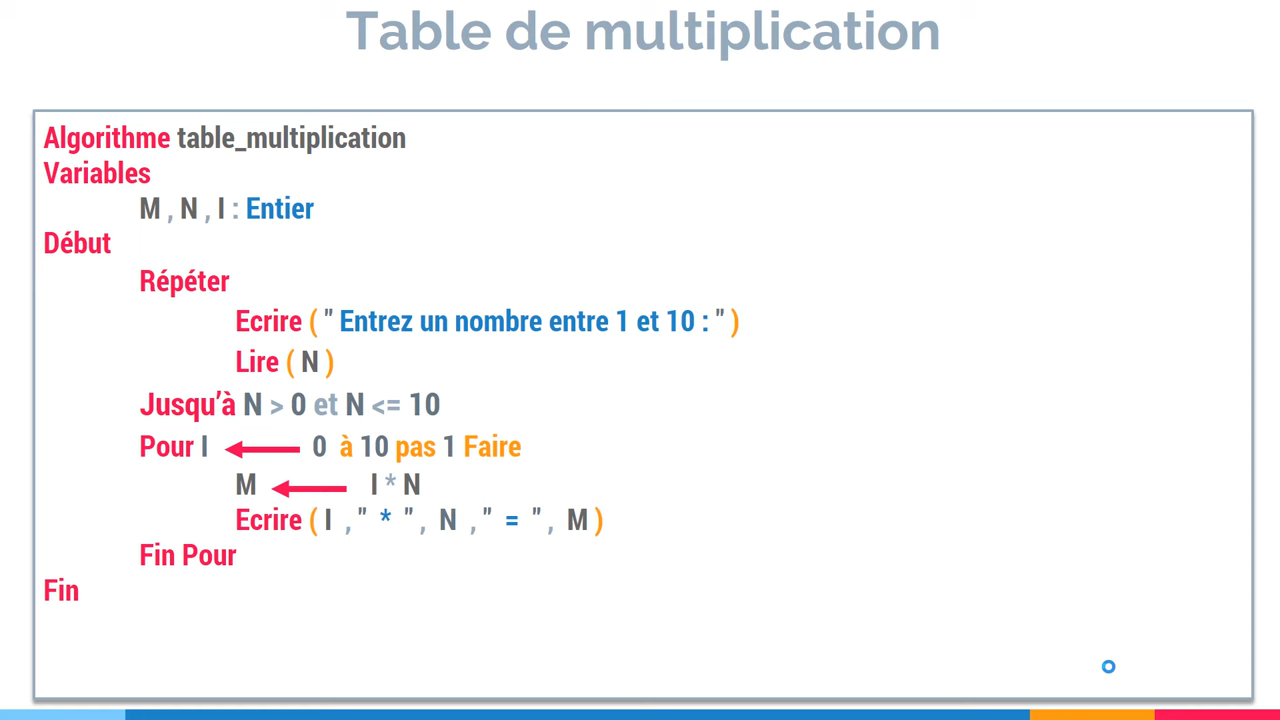 Table de multiplication
Algorithme table_multiplication
Variables
M , N , I : Entier
Début
Répéter
Ecrire ( " Entrez un nombre entre 1 et 10 : " )
Lire ( N )
Jusqu'à N > 0 et N <= 10
Pour I ← 0 à 10 pas 1 Faire
M ← I * N
Ecrire ( I , " * " , N , " = " , M )
Fin Pour
Fin